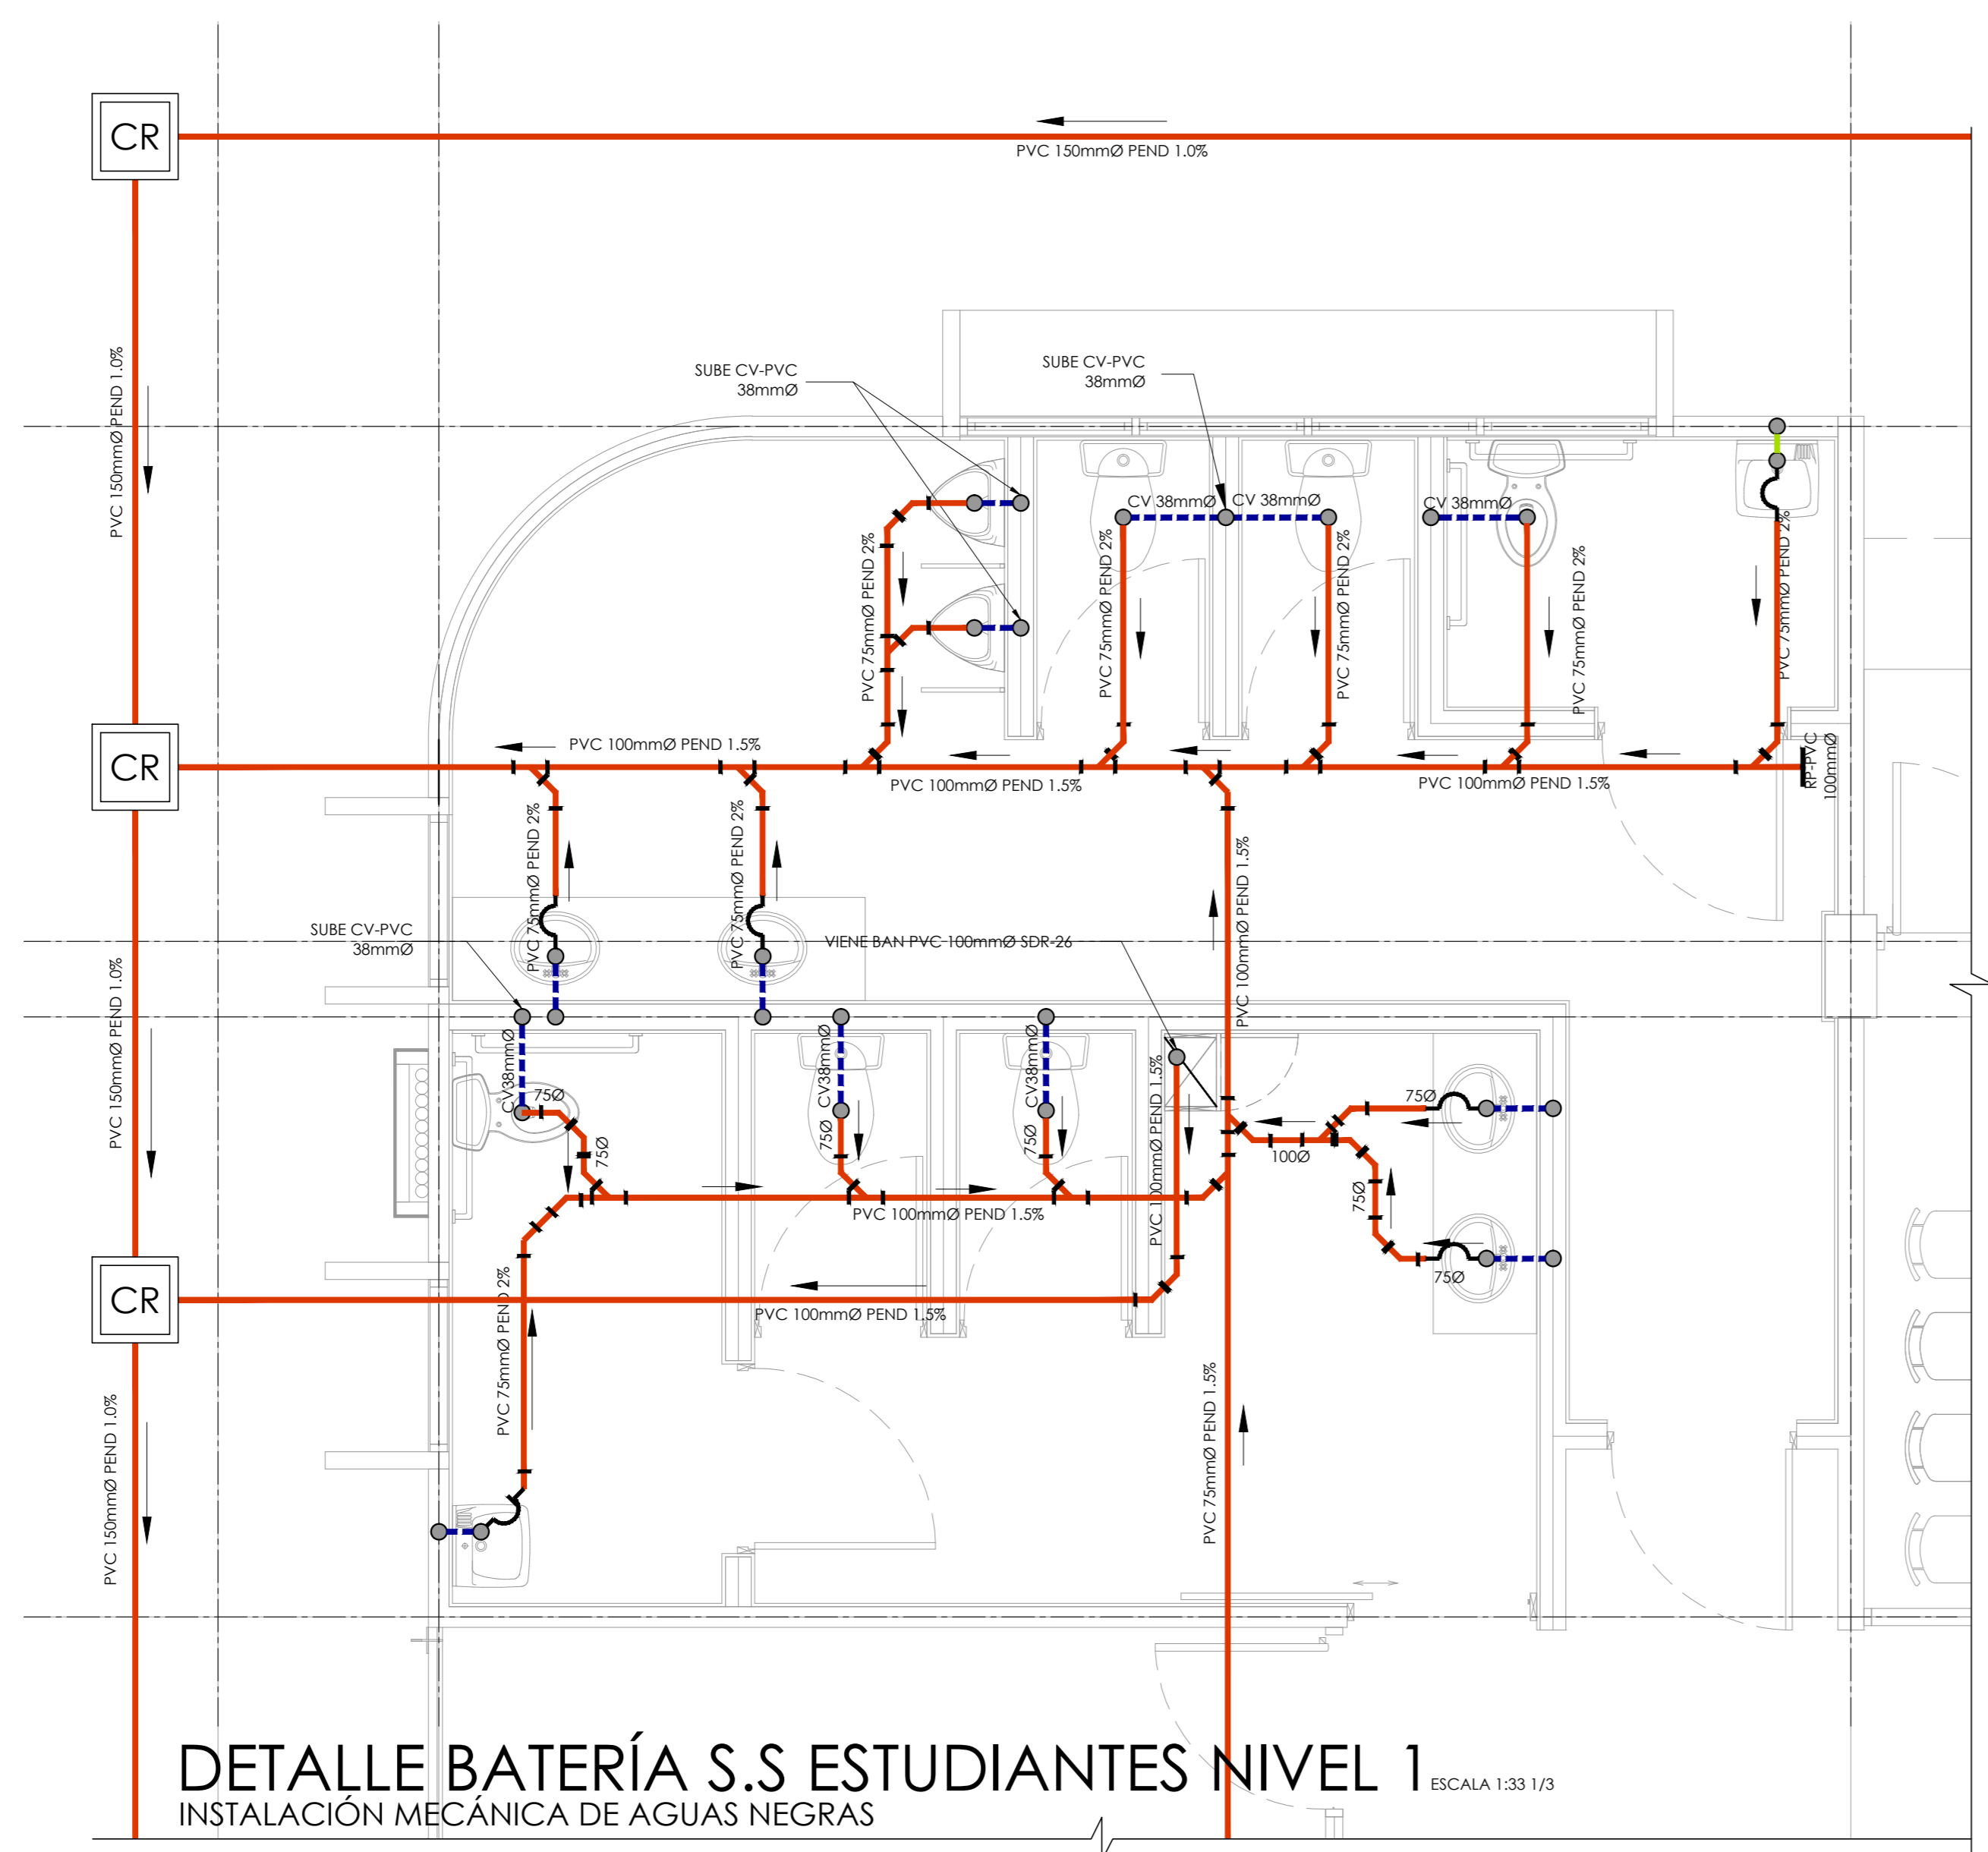 CR
PVC 150mmØ PEND 1.0%
PVC 150mmØ PEND 1.0%
SUBE CV-PVC
38mmØ
SUBE CV-PVC
38mmØ
CV 38mmØ
CV 38mmØ
CV 38mmØ
PVC 75mmØ PEND 2%
PVC 75mmØ PEND 2%
PVC 75mmØ PEND 2%
PVC 75mmØ PEND 2%
PVC 75mmØ PEND 2%
CR
PVC 100mmØ PEND 1.5%
PVC 100mmØ PEND 1.5%
PVC 100mmØ PEND 1.5%
RP-PVC
100mmØ
PVC 75mmØ PEND 2%
PVC 75mmØ PEND 2%
PVC 100mmØ PEND 1.5%
SUBE CV-PVC
38mmØ
VIENE BAN PVC 100mmØ SDR-26
PVC 150mmØ PEND 1.0%
CV38mmØ
CV38mmØ
CV38mmØ
75Ø
75Ø
75Ø
75Ø
PVC 100mmØ PEND 1.5%
75Ø
100Ø
75Ø
75Ø
PVC 100mmØ PEND 1.5%
CR
PVC 100mmØ PEND 1.5%
PVC 75mmØ PEND 2%
PVC 75mmØ PEND 1.5%
PVC 150mmØ PEND 1.0%
DETALLE BATERÍA S.S ESTUDIANTES NIVEL 1
ESCALA 1:33 1/3
INSTALACIÓN MECÁNICA DE AGUAS NEGRAS